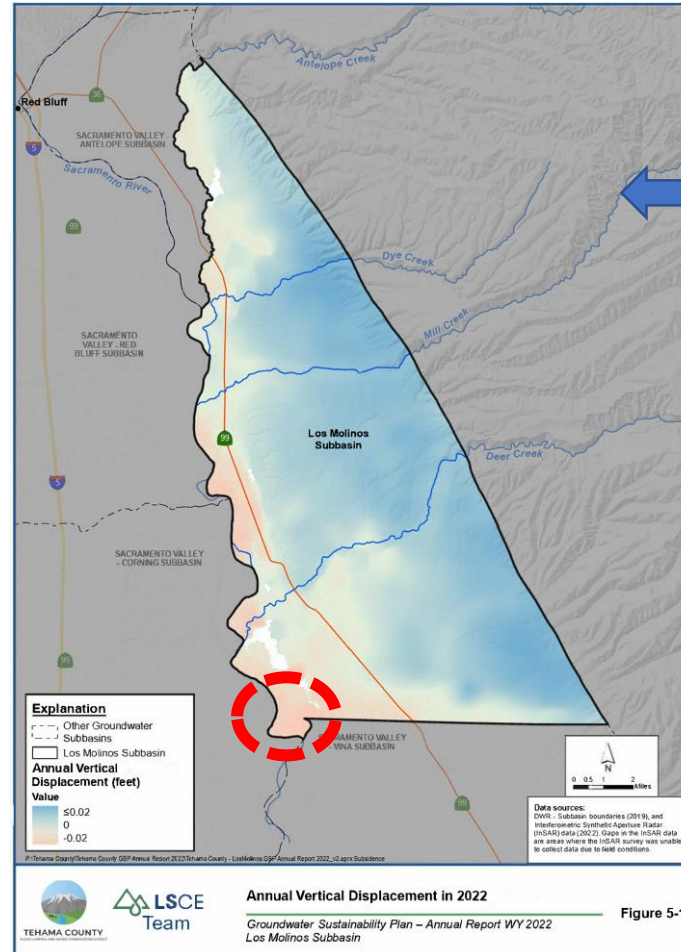 Antelope Creek
Red Bluff
36
SACRAMENTO VALLEY
ANTELOPE SUBBASIN
5
Sacramento River
99
Dye Creek
SACRAMENTO
VALLEY - RED
BLUFF SUBBASIN
Mill Creek
99
Los Molinos
Subbasin
Deer Creek
5
SACRAMENTO VALLEY
- CORNING SUBBASIN
99
SACRAMENTO VALLEY
- VINA SUBBASIN
99
Explanation
Other Groundwater
Subbasins
Los Molinos Subbasin
Annual Vertical
Displacement (feet)
Value
≤0.02
0
-0.02
N
0 0.5 1 2
Miles
Data sources:
DWR - Subbasin boundaries (2019), and
Interferometric Synthetic Aperture Radar
(InSAR) data (2022). Gaps in the InSAR data
are areas where the InSAR survey was unable
to collect data due to field conditions.
TEHAMA COUNTY
LSCE
Team
Annual Vertical Displacement in 2022
Groundwater Sustainability Plan – Annual Report WY 2022
Los Molinos Subbasin
Figure 5-1